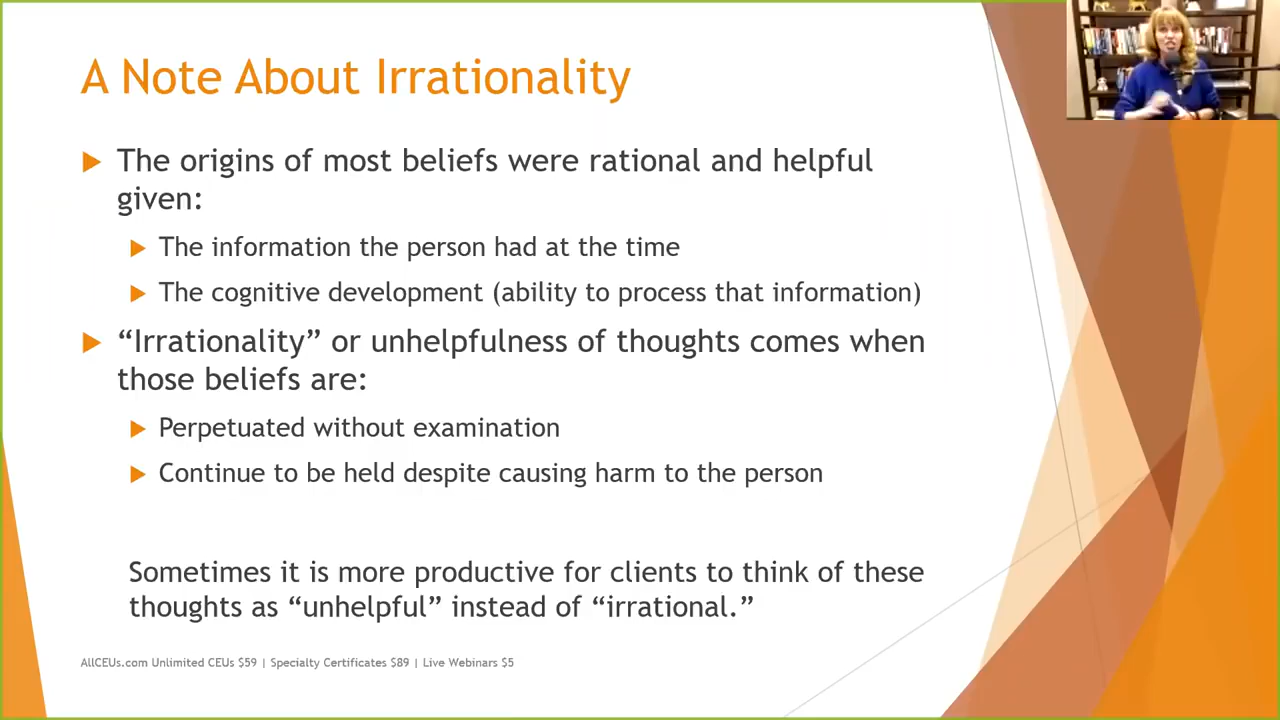 A Note About Irrationality
The origins of most beliefs were rational and helpful
given:
The information the person had at the time
The cognitive development (ability to process that information)
“Irrationality” or unhelpfulness of thoughts comes when
those beliefs are:
Perpetuated without examination
Continue to be held despite causing harm to the person
Sometimes it is more productive for clients to think of these
thoughts as “unhelpful” instead of “irrational.”
AllCEUs.com Unlimited CEUs $59 | Specialty Certificates $89 | Live Webinars $5